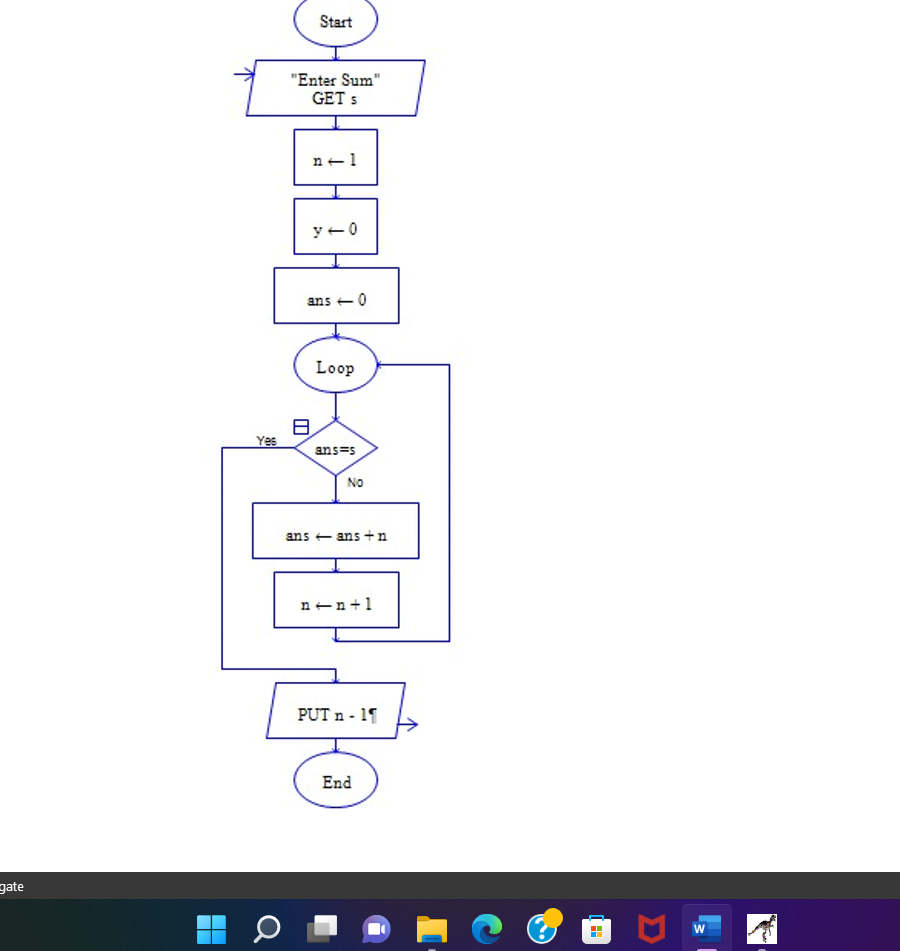 Start
"Enter Sum"
GET s
n ← 1
y ← 0
ans ← 0
Loop
Yes
ans=s
No
ans ← ans + n
n ← n + 1
PUT n - 1¶
End
gate
W